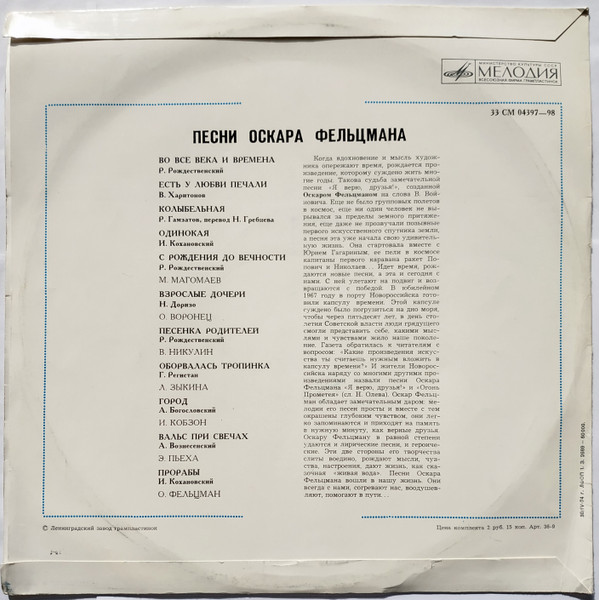 МИНИСТЕРСТВО КУЛЬТУРЫ СССР
МЕЛОДИЯ
ВСЕСОЮЗНАЯ ФИРМА ГРАМПЛАСТИНОК
33 СМ 04397—98
ПЕСНИ ОСКАРА ФЕЛЬЦМАНА
ВО ВСЕ ВЕКА И ВРЕМЕНА
Р. Рождественский
ЕСТЬ У ЛЮБВИ ПЕЧАЛИ
В. Харитонов
КОЛЫБЕЛЬНАЯ
Р. Гамзатов, перевод Н. Гребнева
ОДИНОКАЯ
И. Кохановский
С РОЖДЕНИЯ ДО ВЕЧНОСТИ
Р. Рождественский
М. МАГОМАЕВ
ВЗРОСЛЫЕ ДОЧЕРИ
Н. Доризо
О. ВОРОНЕЦ
ПЕСЕНКА РОДИТЕЛЕЙ
Р. Рождественский
В. НИКУЛИН
ОБОРВАЛАСЬ ТРОПИНКА
Г. Регистан
Л. ЗЫКИНА
ГОРОД
А. Богословский
И. КОБЗОН
ВАЛЬС ПРИ СВЕЧАХ
А. Вознесенский
Э. ПЬЕХА
ПРОРАБЫ
И. Кохановский
О. ФЕЛЬЦМАН
Когда вдохновение и мысль худож-
ника опережают время, рождается про-
изведение, которому суждено жить мно-
гие годы. Такова судьба замечательной
песни «Я верю, друзья!», созданной
Оскаром Фельцманом на слова В. Вой-
новича. Еще не было групповых полетов
в космос, еще ни один человек не вы-
рывался за пределы земного притяже-
ния, еще даже не прозвучали позывные
первого искусственного спутника земли,
а песня эта уже начала свою удивитель-
ную жизнь. Она стартовала вместе с
Юрием Гагариным, ее пели в космосе
капитаны первого каравана ракет По-
пович и Николаев... Идет время, рож-
даются новые песни, а эта и сегодня с
нами. С ней улетают на подвиг и воз-
вращаются с победой. В юбилейном
1967 году в порту Новороссийска гото-
вили капсулу времени. Этой капсуле
суждено было погрузиться на дно моря,
чтобы через пятьдесят лет, в день сто-
летия Советской власти люди грядущего
смогли представить себе, какими мыс-
лями и чувствами жило наше поколе-
ние. Газета обратилась к читателям с
вопросом: «Какие произведения искусс-
тва ты считаешь нужным вложить в
капсулу времени?» И жители Новорос-
сийска наряду со многими другими про-
изведениями назвали песни Оскара
Фельцмана «Я верю, друзья!» и «Огонь
Прометея» (сл. Н. Олева). Оскар Фельц-
ман обладает замечательным даром: ме-
лодии его песен просты и вместе с тем
окрашены глубоким чувством, они лег-
ко запоминаются и приходят на память
в нужную минуту, как верные друзья.
Оскару Фельцману в равной степени
удаются и лирические песни, и героиче-
ские. Эти две стороны его творчества
слиты воедино, рождают мысли, чувс-
тва, настроения, дают жизнь, как ска-
зочная «живая вода». Песни Оскара
Фельцмана вошли в нашу жизнь. Они
всегда с нами, согревают нас, воодушев-
ляют, помогают в пути...
© Ленинградский завод грампластинок
Цена комплекта 2 руб. 15 коп. Арт. 36-8